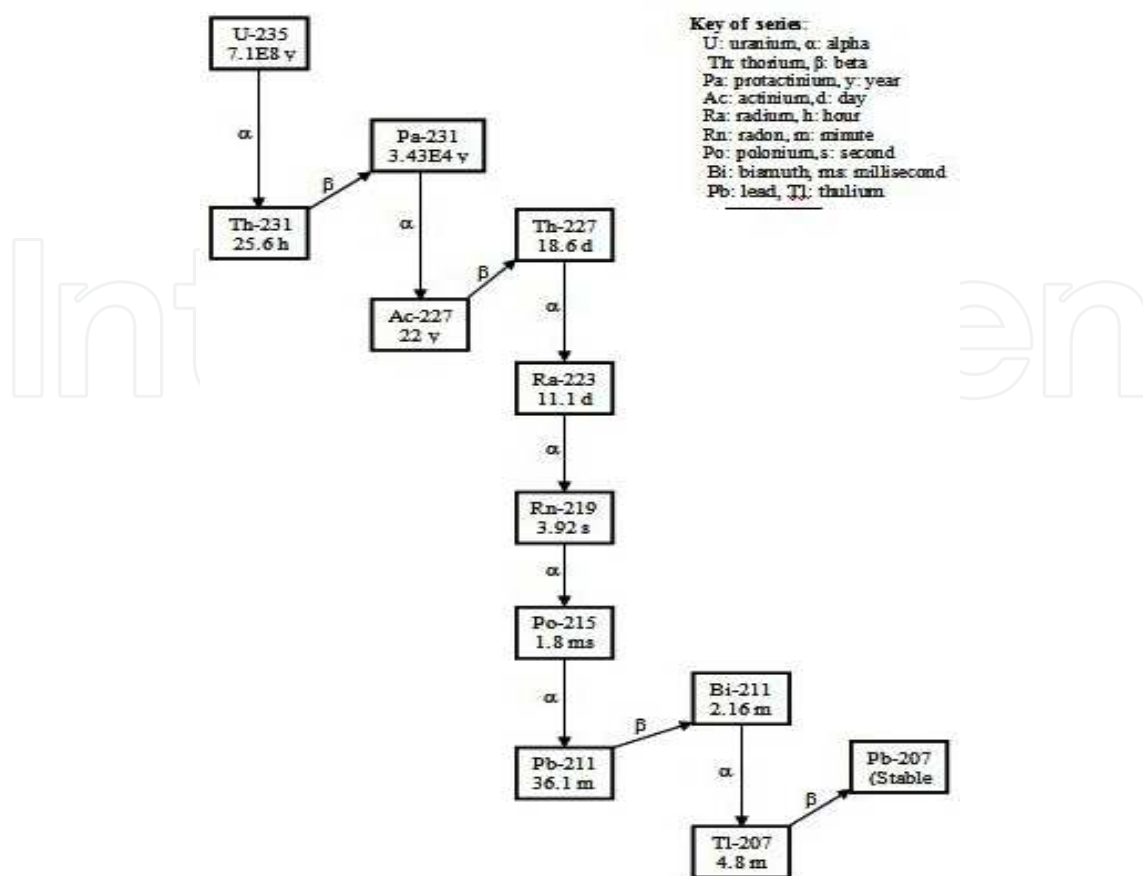 U-235
7.1E8 y
α
Th-231
25.6 h
β
Pa-231
3.43E4 y
α
Ac-227
22 y
β
Th-227
18.6 d
α
Ra-223
11.1 d
α
Rn-219
3.92 s
α
Po-215
1.8 ms
α
Pb-211
36.1 m
β
Bi-211
2.16 m
α
Tl-207
4.8 m
β
Pb-207
(Stable
Key of series:
U: uranium, α: alpha
Th: thorium, β: beta
Pa: protactinium, y: year
Ac: actinium, d: day
Ra: radium, h: hour
Rn: radon, m: minute
Po: polonium, s: second
Bi: bismuth, ms: millisecond
Pb: lead, Tl: thulium
Int
en